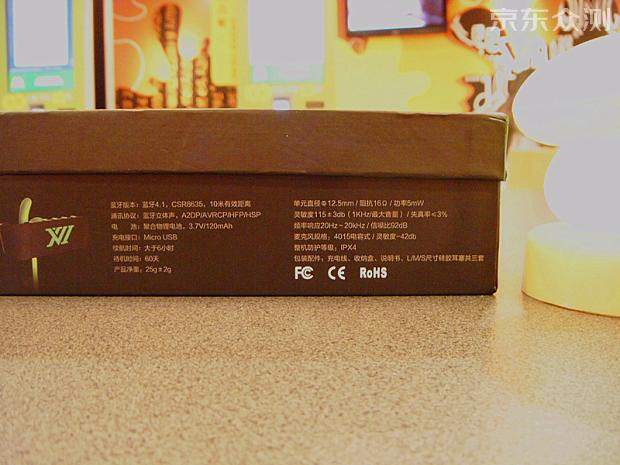 京东众测
蓝牙版本：蓝牙4.1，CSR8635，10米有效距离
通讯协议：蓝牙立体声，A2DP/AVRCP/HFP/HSP
电 池：聚合物锂电池，3.7V/120mAh
充电接口：Micro USB
续航时间：大于6小时
待机时间：60天
产品净重：25g±2g
单元直径Φ12.5mm / 阻抗16Ω / 功率5mW
灵敏度115±3db（1KHz/最大音量）/ 失真率<3%
频率响应20Hz～20kHz / 信噪比92dB
麦克风规格：4015电容式 / 灵敏度-42db
整机防护等级：IPX4
包装配件：充电线、收纳盒、说明书、L/M/S尺寸硅胶耳塞共三套
FC CE RoHS